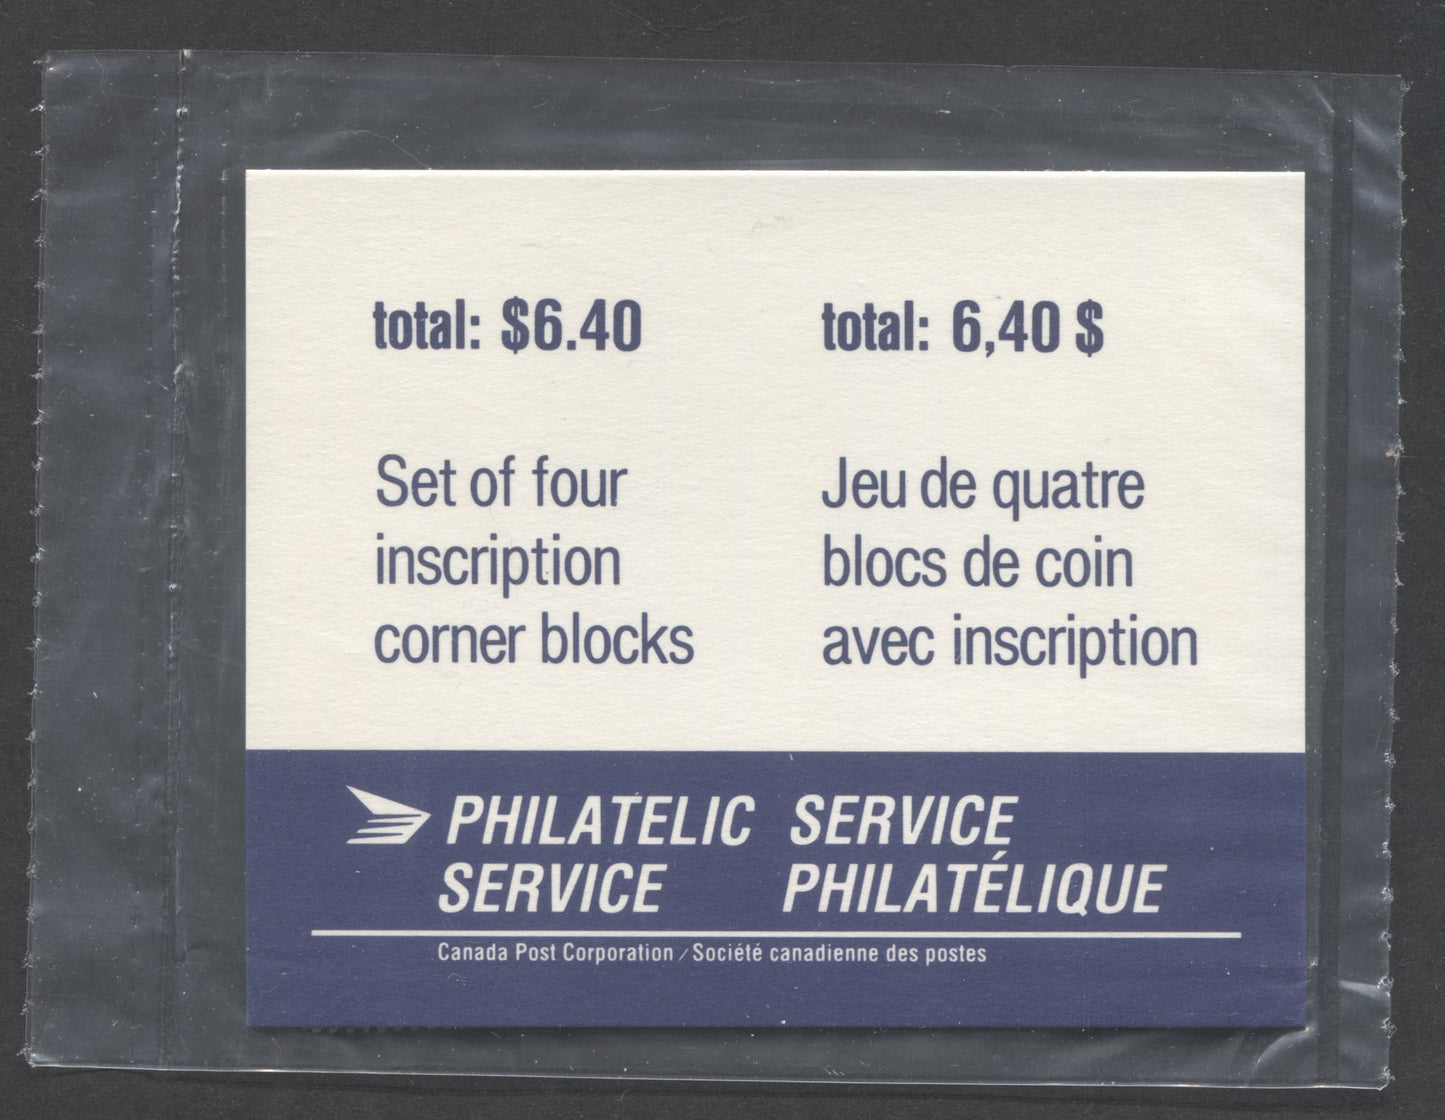 total: $6.40
Set of four
inscription
corner blocks
total: 6,40 $
Jeu de quatre
blocs de coin
avec inscription
PHILATELIC
SERVICE
SERVICE
PHILATÉLIQUE
Canada Post Corporation / Société canadienne des postes